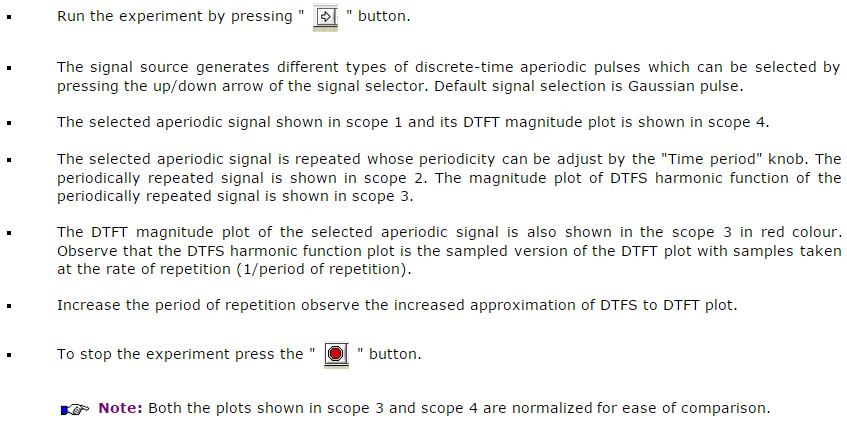 ▪ Run the experiment by pressing " " button.
▪ The signal source generates different types of discrete-time aperiodic pulses which can be selected by
pressing the up/down arrow of the signal selector. Default signal selection is Gaussian pulse.
▪ The selected aperiodic signal shown in scope 1 and its DTFT magnitude plot is shown in scope 4.
▪ The selected aperiodic signal is repeated whose periodicity can be adjust by the "Time period" knob. The
periodically repeated signal is shown in scope 2. The magnitude plot of DTFS harmonic function of the
periodically repeated signal is shown in scope 3.
▪ The DTFT magnitude plot of the selected aperiodic signal is also shown in the scope 3 in red colour.
Observe that the DTFS harmonic function plot is the sampled version of the DTFT plot with samples taken
at the rate of repetition (1/period of repetition).
▪ Increase the period of repetition observe the increased approximation of DTFS to DTFT plot.
▪ To stop the experiment press the " " button.
Note: Both the plots shown in scope 3 and scope 4 are normalized for ease of comparison.